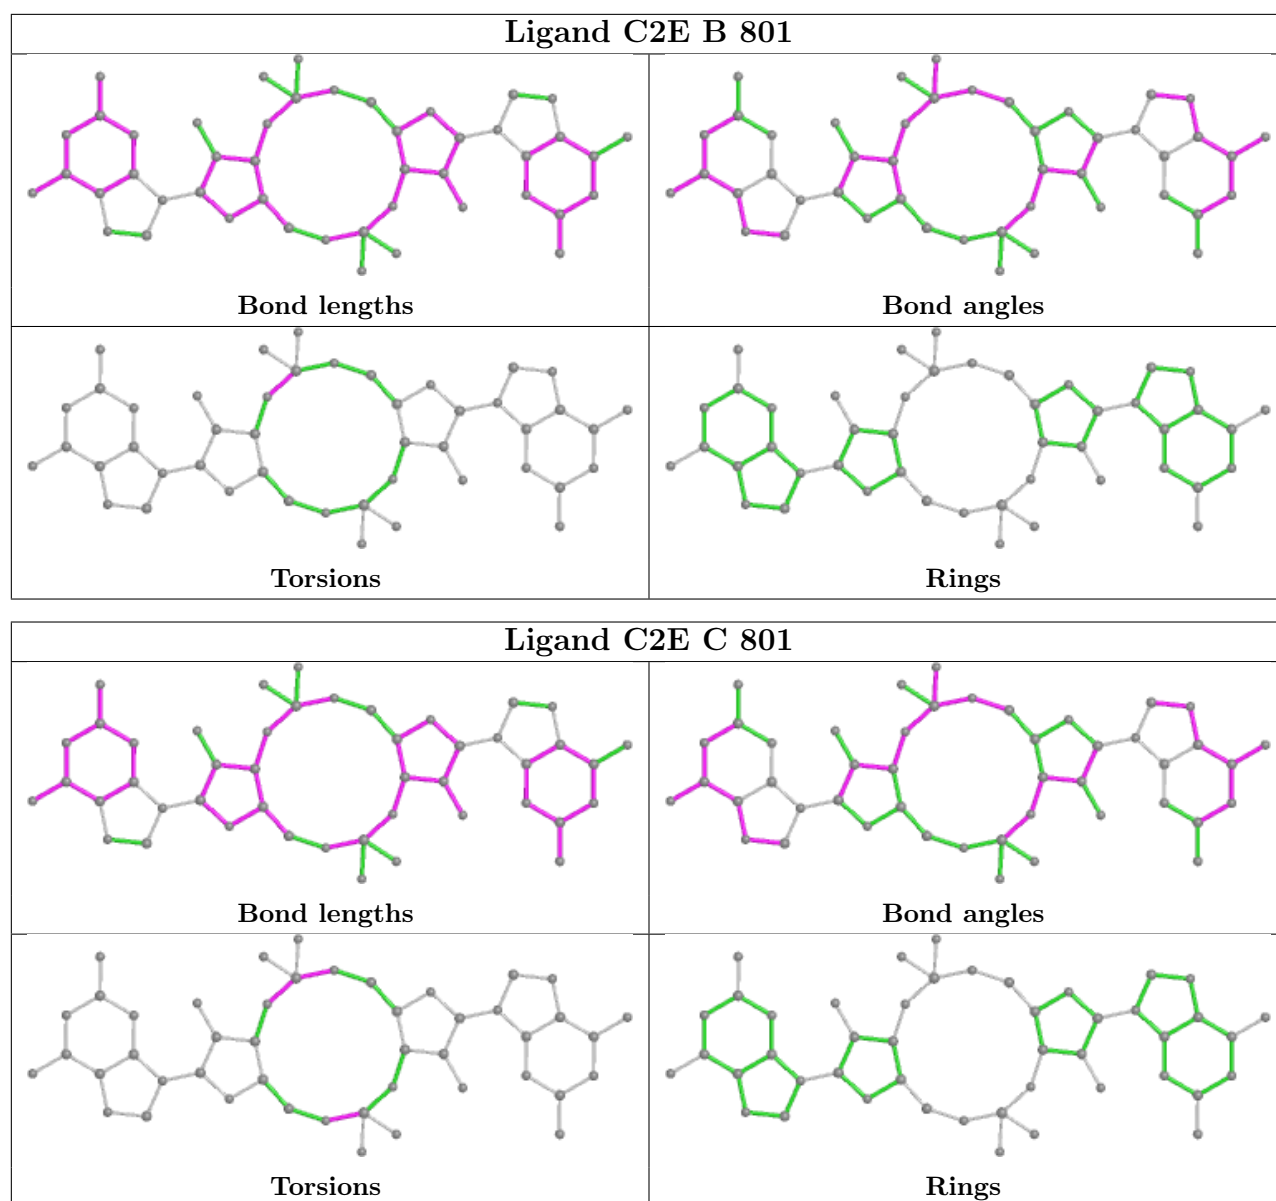 Ligand C2E B 801
Bond lengths
Bond angles
Torsions
Rings
Ligand C2E C 801
Bond lengths
Bond angles
Torsions
Rings